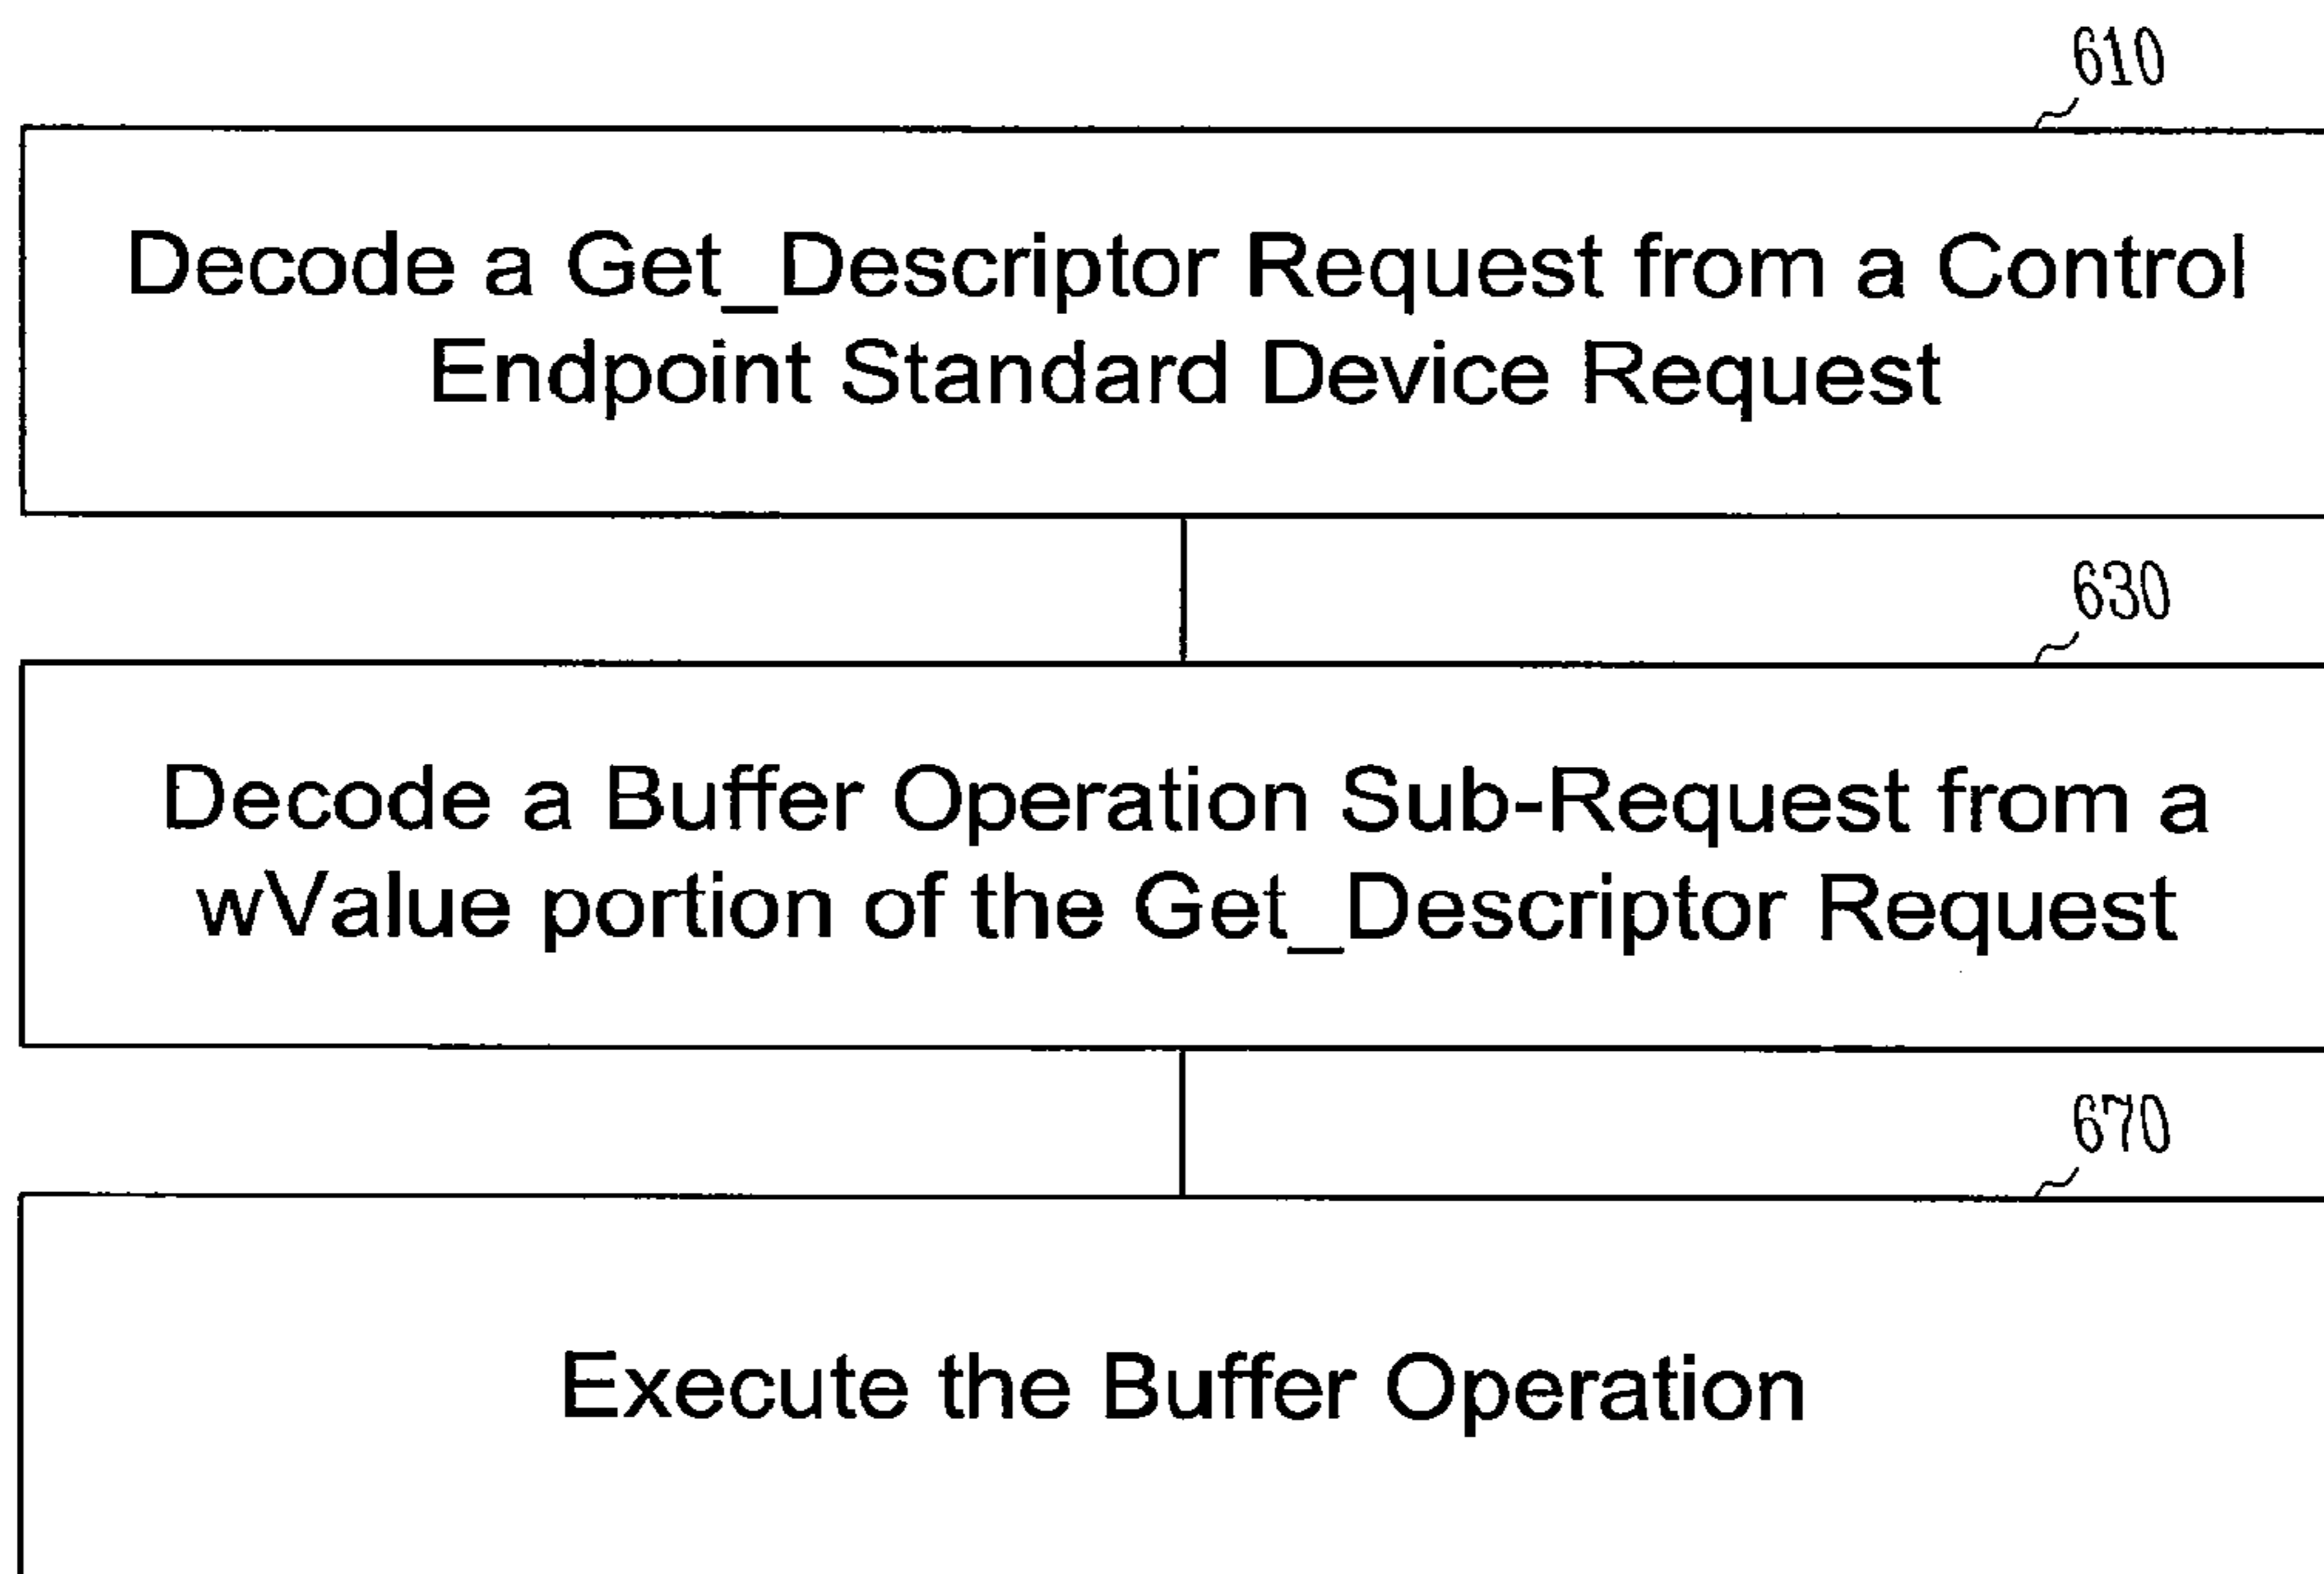 610
Decode a Get_Descriptor Request from a Control
Endpoint Standard Device Request
630
Decode a Buffer Operation Sub-Request from a
wValue portion of the Get_Descriptor Request
670
Execute the Buffer Operation